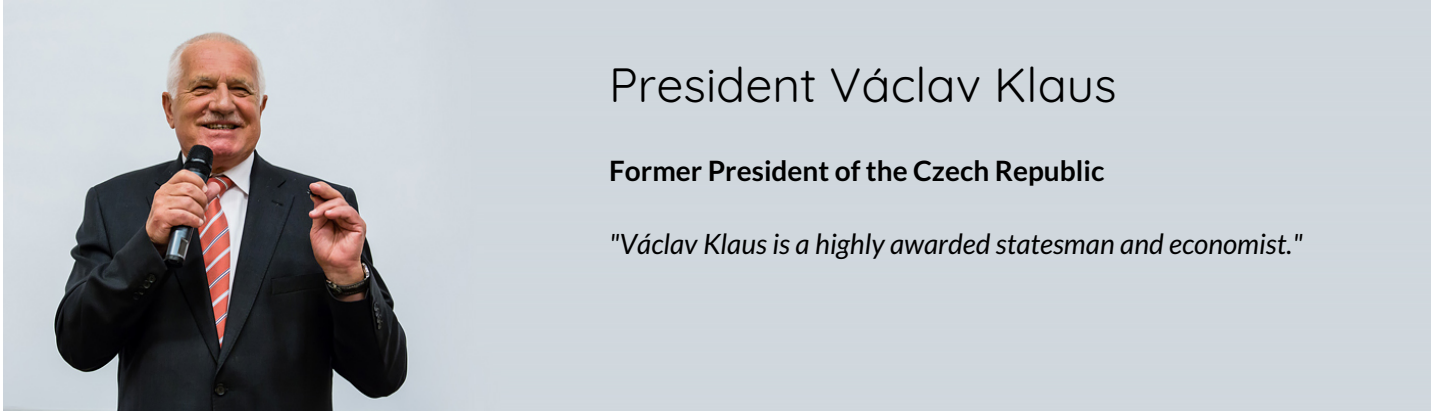 President Václav Klaus
Former President of the Czech Republic
"Václav Klaus is a highly awarded statesman and economist."